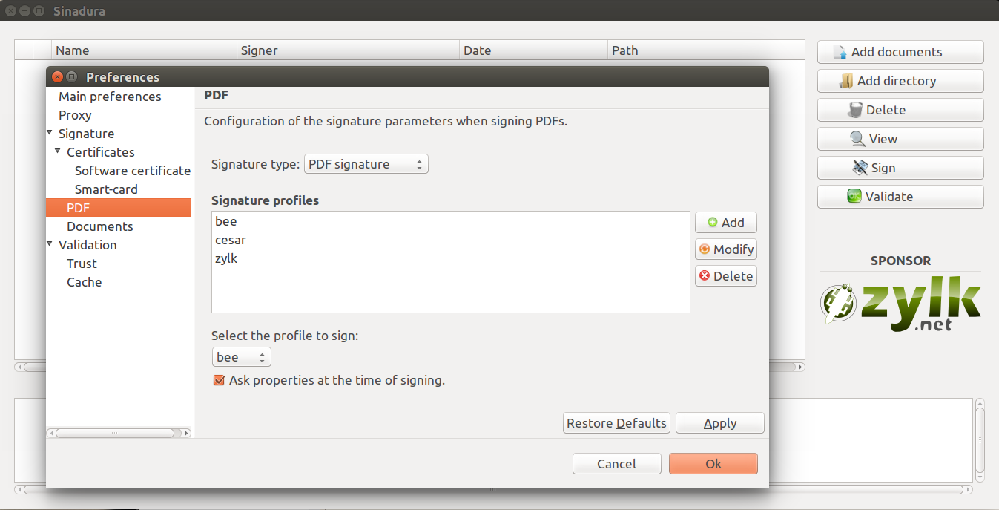 Sinadura
Name Signer Date Path
Add documents
Add directory
Delete
View
Sign
Validate
SPONSOR
zylk
.net
Preferences
Main preferences
Proxy
Signature
Certificates
Software certificate
Smart-card
PDF
Documents
Validation
Trust
Cache
PDF
Configuration of the signature parameters when signing PDFs.
Signature type: PDF signature
Signature profiles
bee
cesar
zylk
Add
Modify
Delete
Select the profile to sign:
bee
Ask properties at the time of signing.
Restore Defaults Apply
Cancel Ok